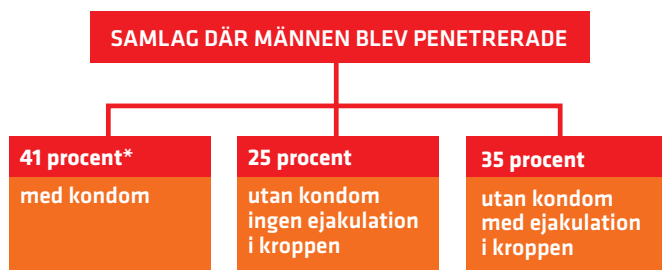 SAMLAG DÄR MÄNNEN BLEV PENETRERADE
41 procent*
med kondom
25 procent
utan kondom
ingen ejakulation
i kroppen
35 procent
utan kondom
med ejakulation
i kroppen